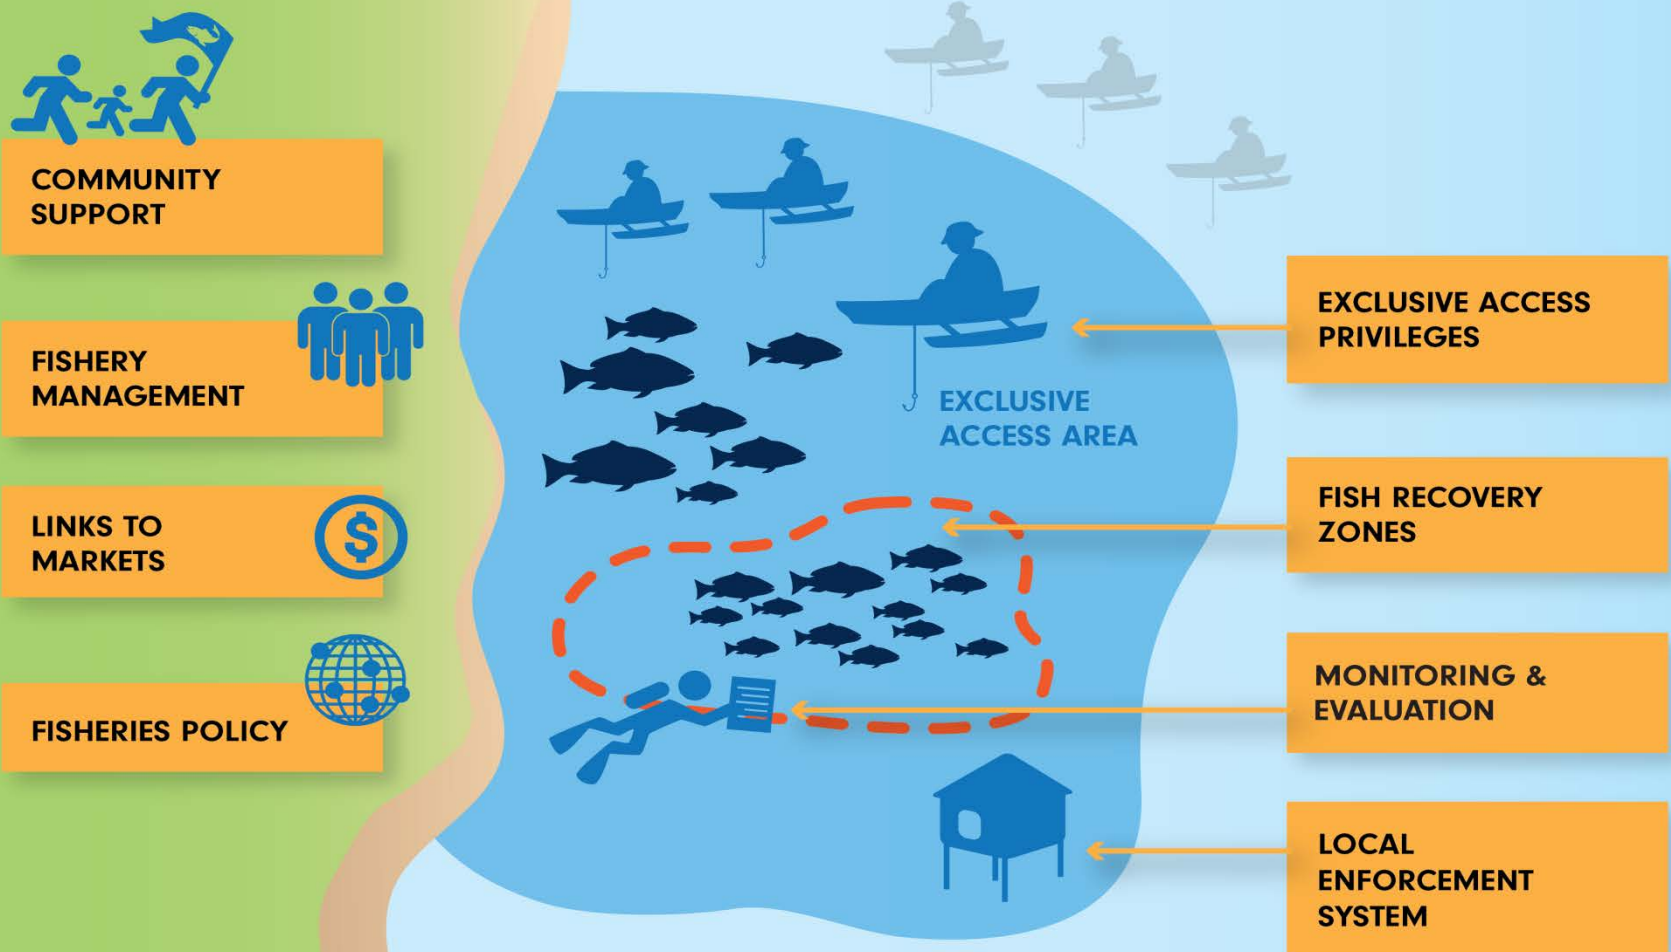 COMMUNITY
SUPPORT
FISHERY
MANAGEMENT
LINKS TO
MARKETS
$
FISHERIES POLICY
EXCLUSIVE
ACCESS AREA
EXCLUSIVE ACCESS
PRIVILEGES
FISH RECOVERY
ZONES
MONITORING &
EVALUATION
LOCAL
ENFORCEMENT
SYSTEM